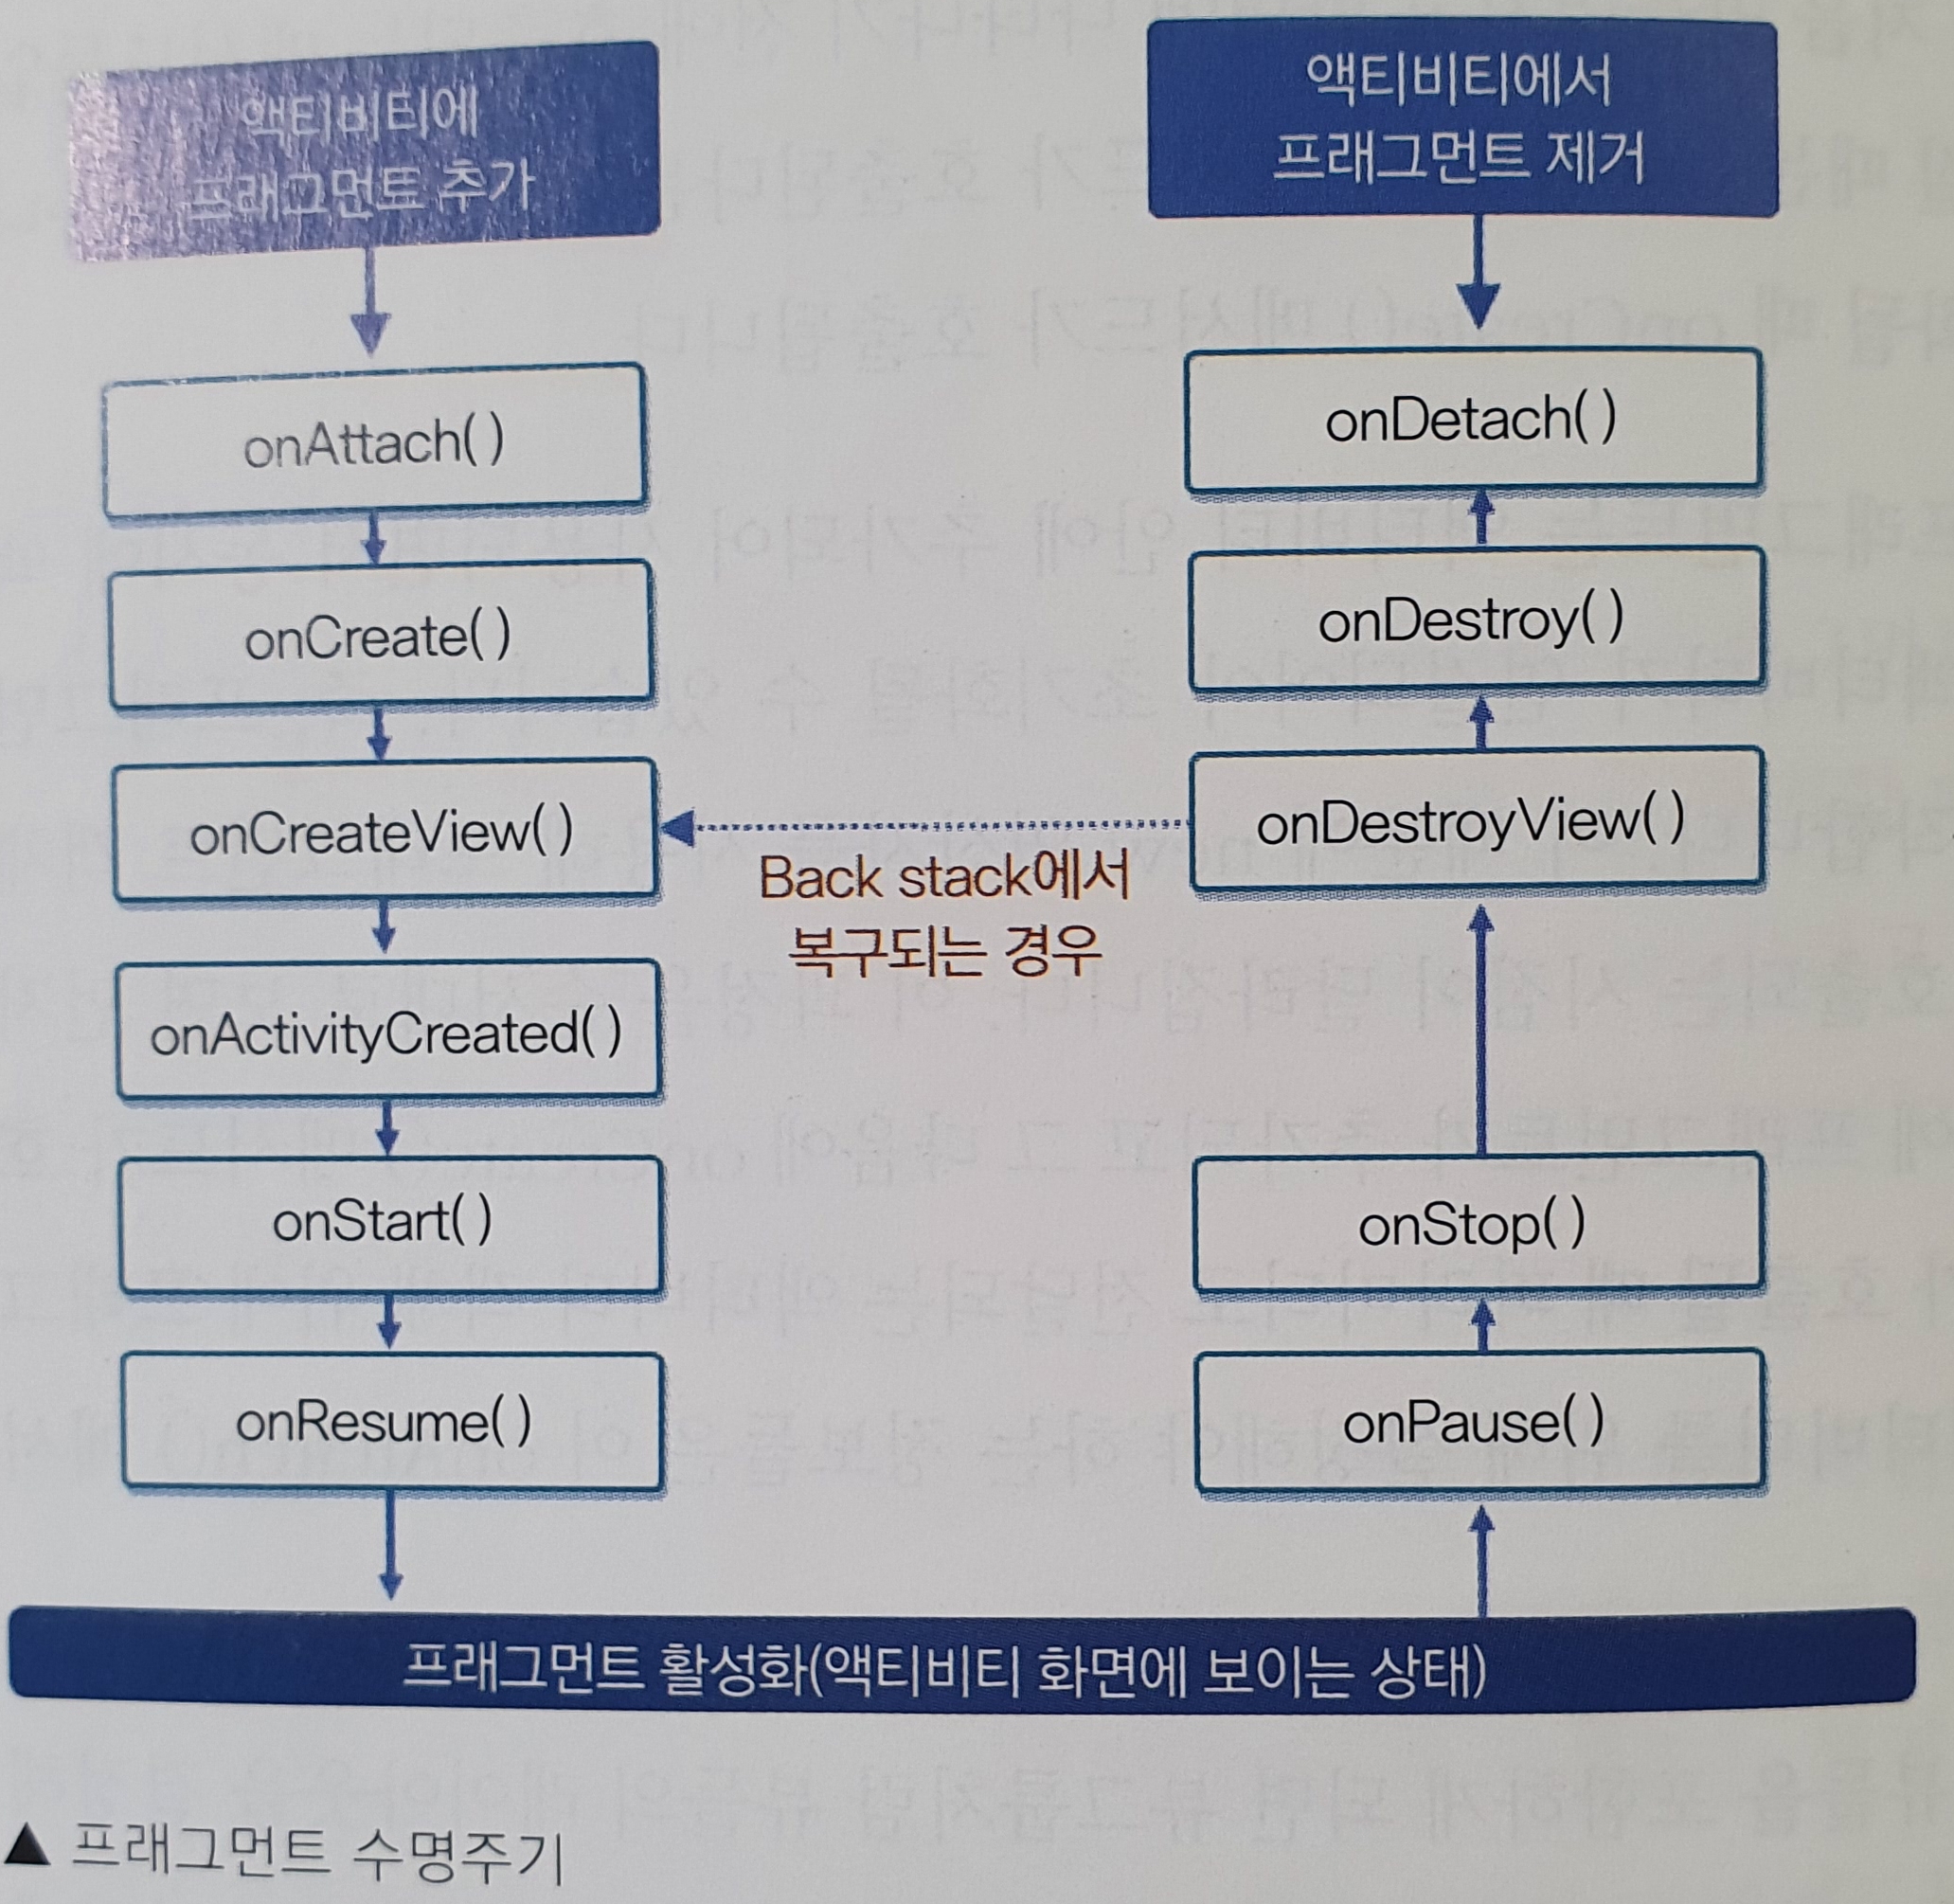 액티비티에
프래그먼트 추가
onAttach( )
onCreate( )
onCreateView( )
onActivityCreated( )
onStart( )
onResume( )
Back stack에서
복구되는 경우
액티비티에서
프래그먼트 제거
onDetach( )
onDestroy( )
onDestroyView( )
onStop( )
onPause( )
프래그먼트 활성화(액티비티 화면에 보이는 상태)
▲ 프래그먼트 수명주기